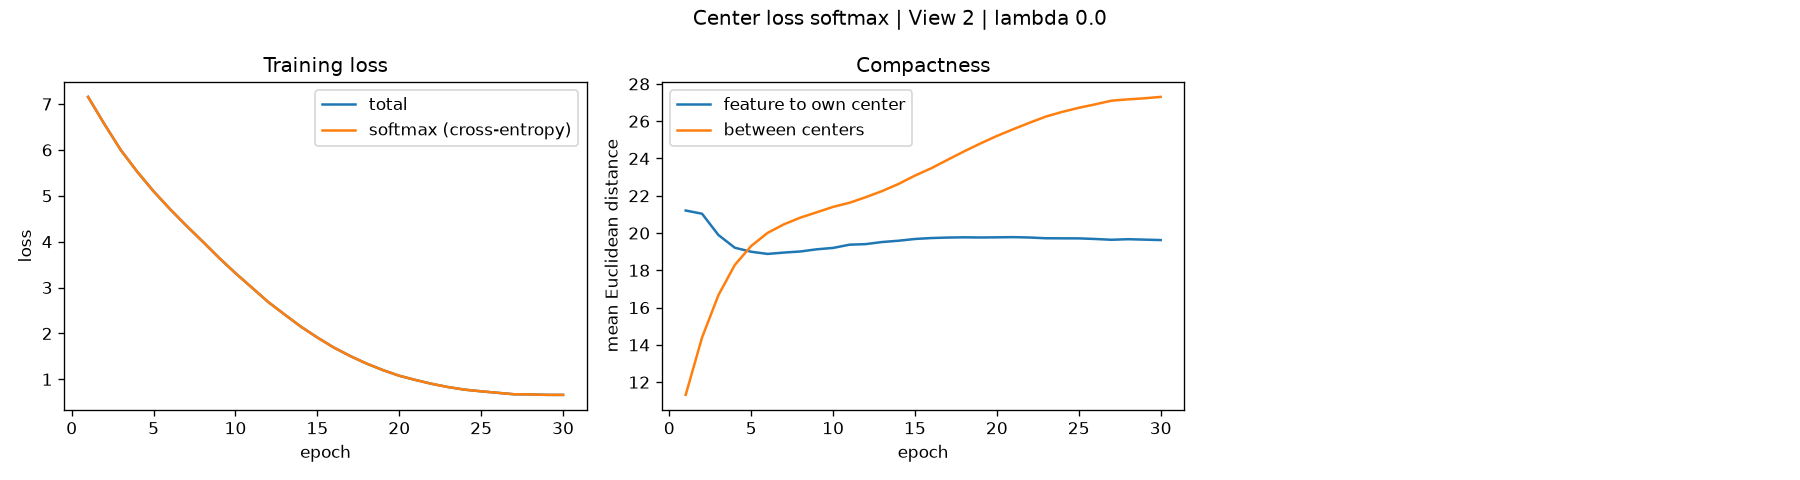 Center loss softmax | View 2 | lambda 0.0
Training loss
total
softmax (cross-entropy)
loss
7
6
5
4
3
2
1
0 5 10 15 20 25 30
epoch
Compactness
feature to own center
between centers
mean Euclidean distance
28
26
24
22
20
18
16
14
12
0 5 10 15 20 25 30
epoch